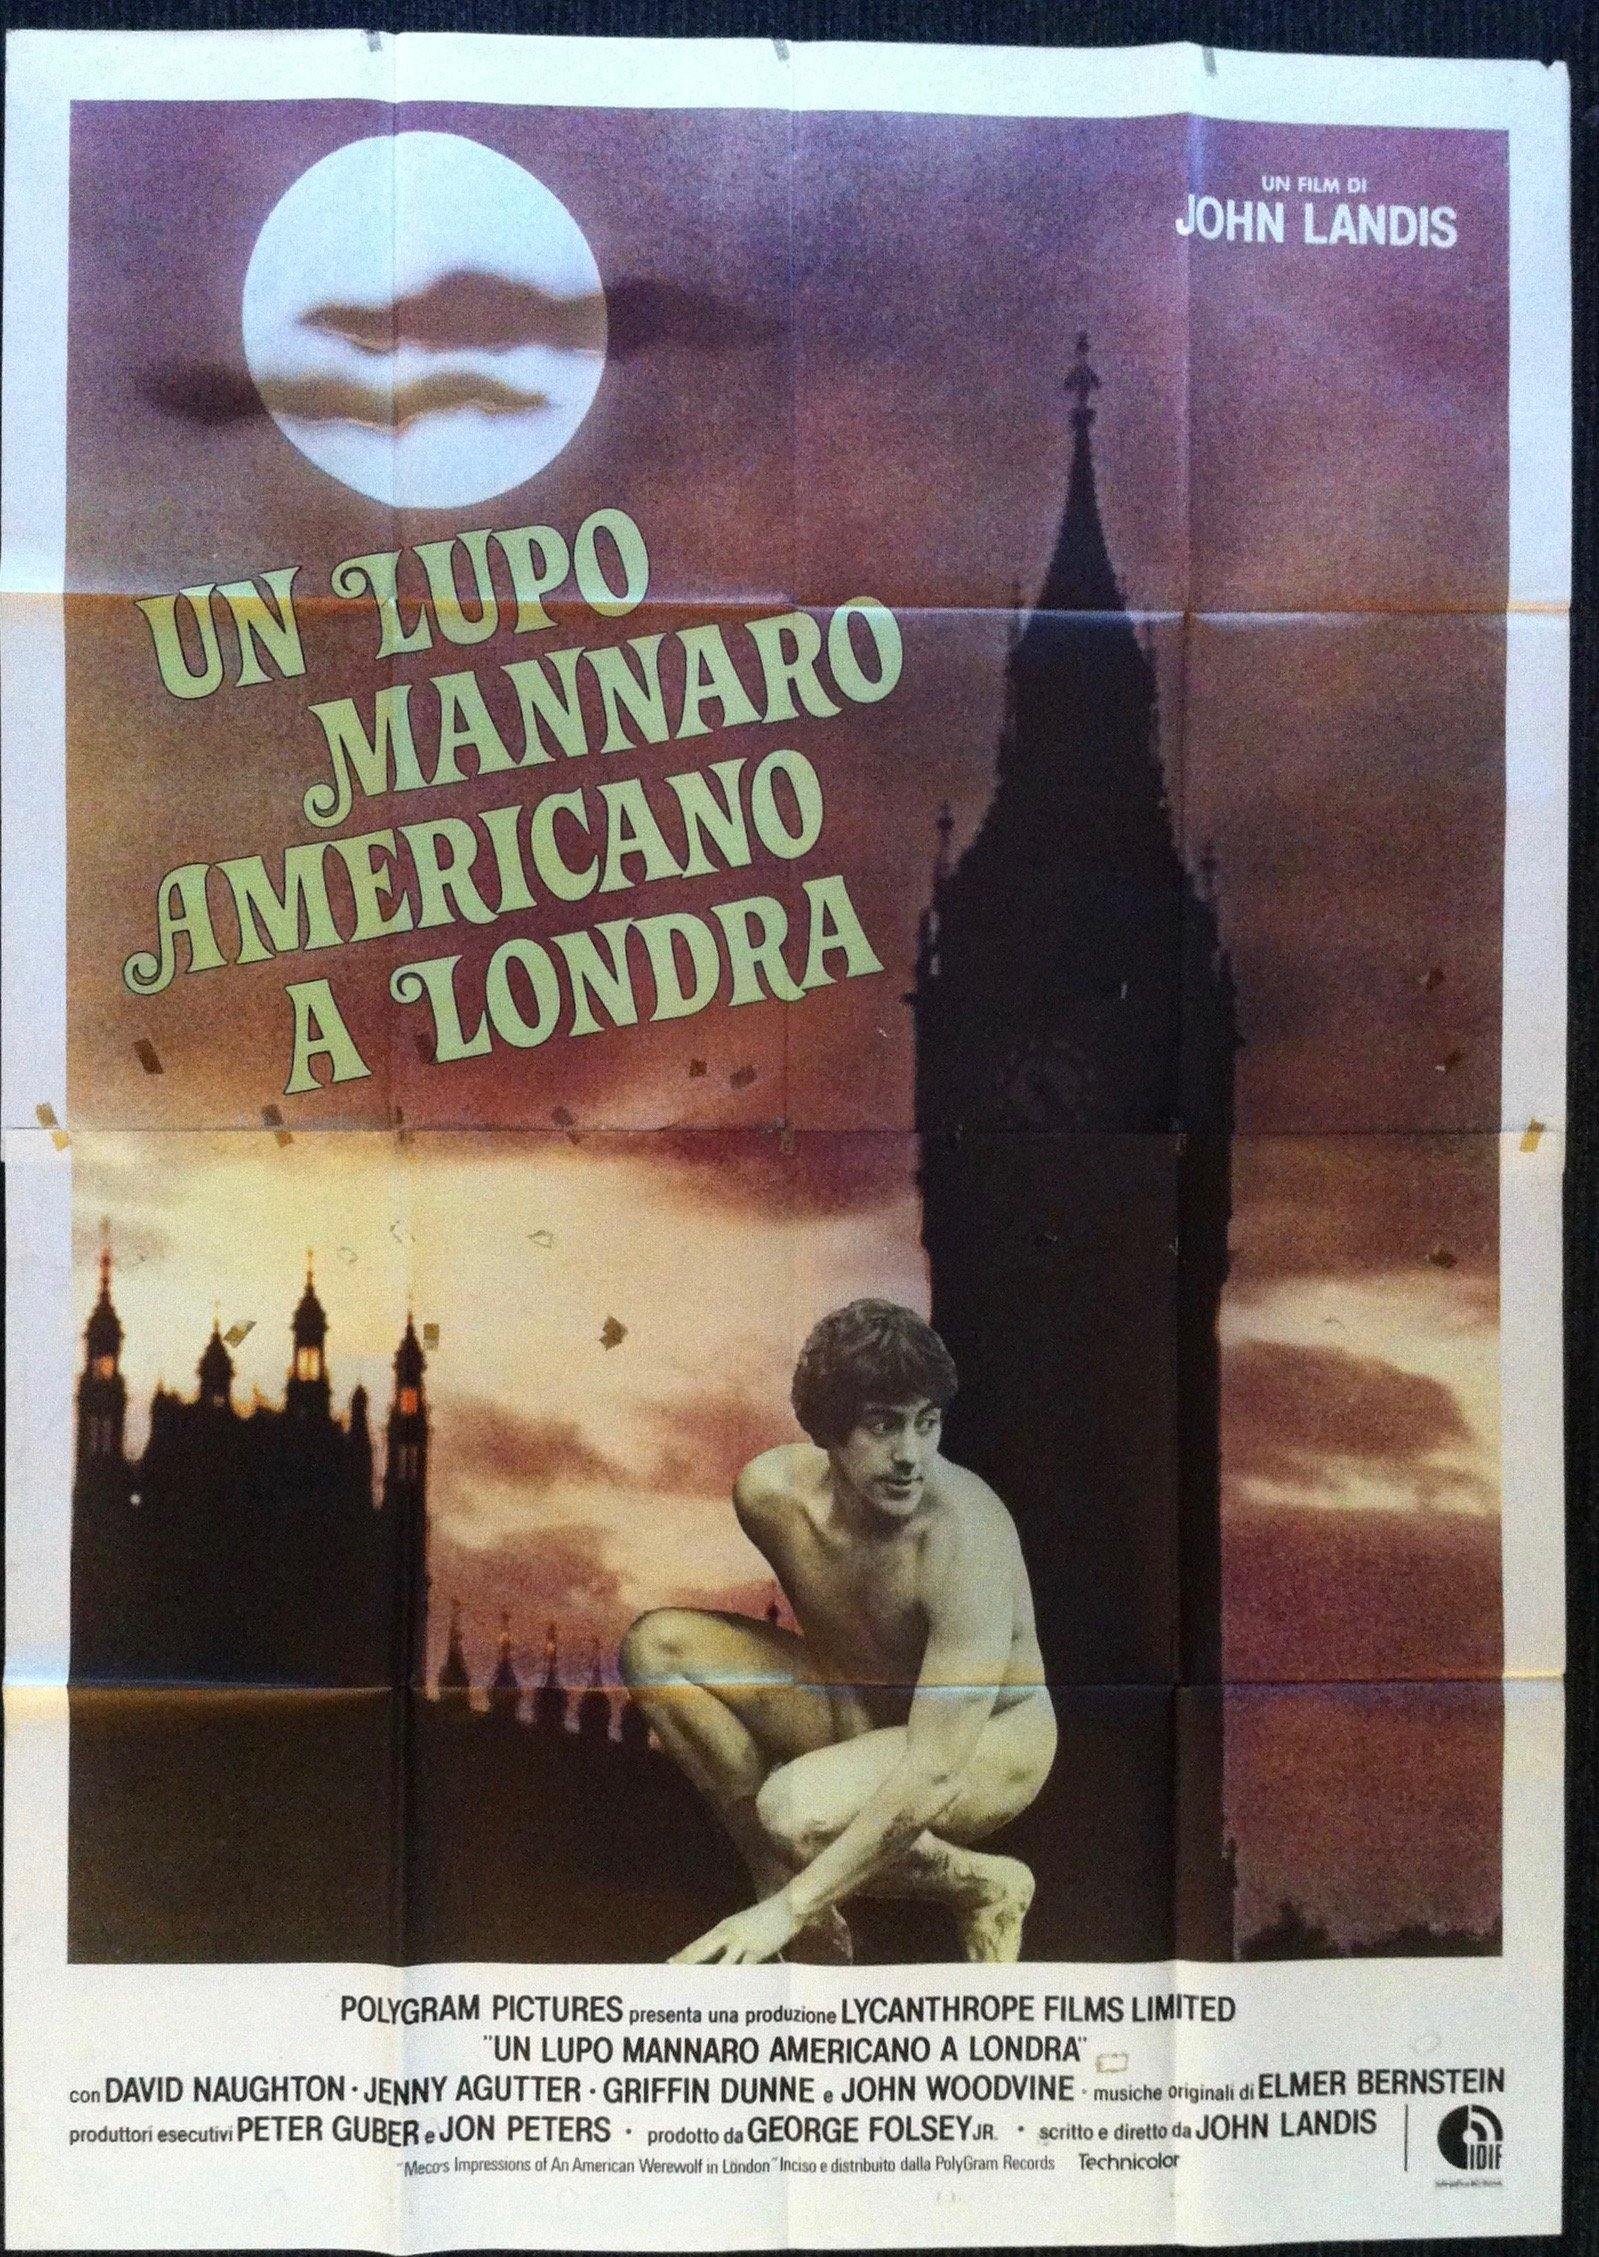 UN FILM DI
JOHN LANDIS
UN LUPO
MANNARO
AMERICANO
A LONDRA
POLYGRAM PICTURES presenta una produzione LYCANTHROPE FILMS LIMITED
"UN LUPO MANNARO AMERICANO A LONDRA"
con DAVID NAUGHTON · JENNY AGUTTER · GRIFFIN DUNNE e JOHN WOODVINE · musiche originali di ELMER BERNSTEIN
produttori esecutivi PETER GUBER e JON PETERS · prodotto da GEORGE FOLSEY JR. · scritto e diretto da JOHN LANDIS
"Meco's Impressions of An American Werewolf in London" Inciso e distribuito dalla PolyGram Records Technicolor
IDIF